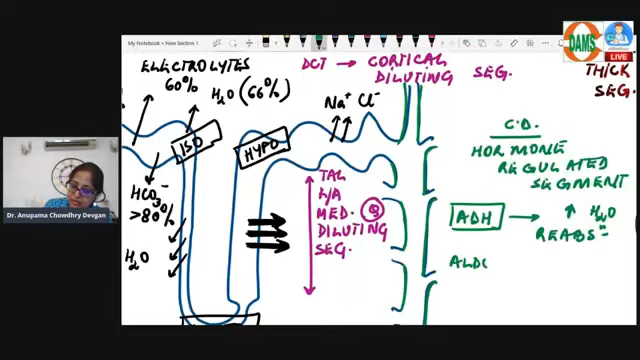 My Notebook > New Section 1
DAMS
LIVE
ELECTROLYTES
60%
H2O (66%)
DCT → CORTICAL
DILUTING SEG.
THICK
SEG.
Na+ Cl-
ISO
HYPO
HCO3-
>80%
H2O
TAL
L/A
MED.
DILUTING
SEG.
C.D.
HORMONE
REGULATED
SEGMENT
ADH → ↑ H2O
REABSn
ALDO
Dr. Anupama Chowdhry Devgan